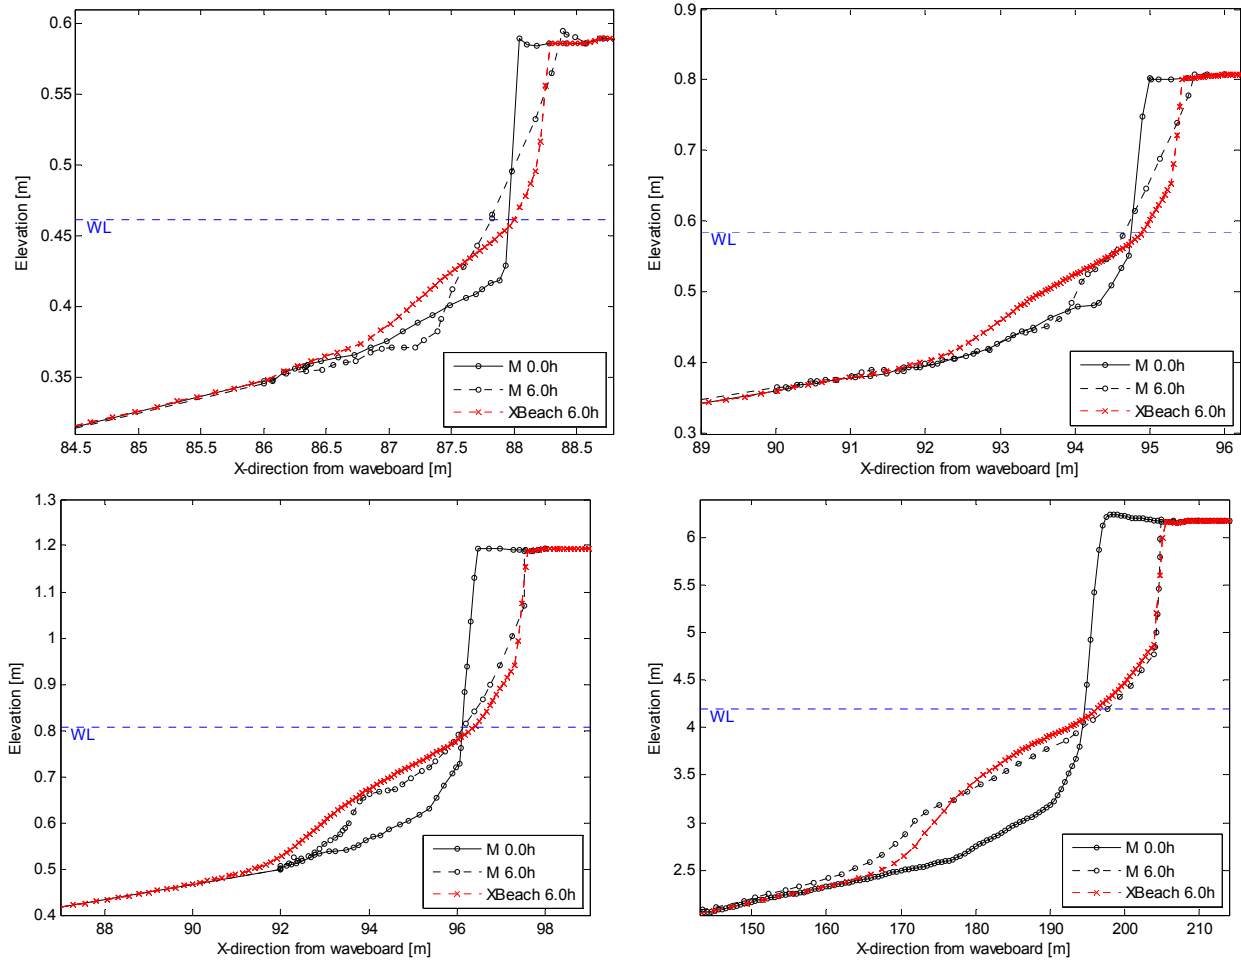 0.6
0.55
0.5
0.45
0.4
0.35
Elevation [m]
WL
M 0.0h
M 6.0h
XBeach 6.0h
84.5 85 85.5 86 86.5 87 87.5 88 88.5
X-direction from waveboard [m]
0.9
0.8
0.7
0.6
0.5
0.4
0.3
Elevation [m]
WL
M 0.0h
M 6.0h
XBeach 6.0h
89 90 91 92 93 94 95 96
X-direction from waveboard [m]
1.3
1.2
1.1
1
0.9
0.8
0.7
0.6
0.5
0.4
Elevation [m]
WL
M 0.0h
M 6.0h
XBeach 6.0h
88 90 92 94 96 98
X-direction from waveboard [m]
6
5.5
5
4.5
4
3.5
3
2.5
Elevation [m]
WL
M 0.0h
M 6.0h
XBeach 6.0h
150 160 170 180 190 200 210
X-direction from waveboard [m]